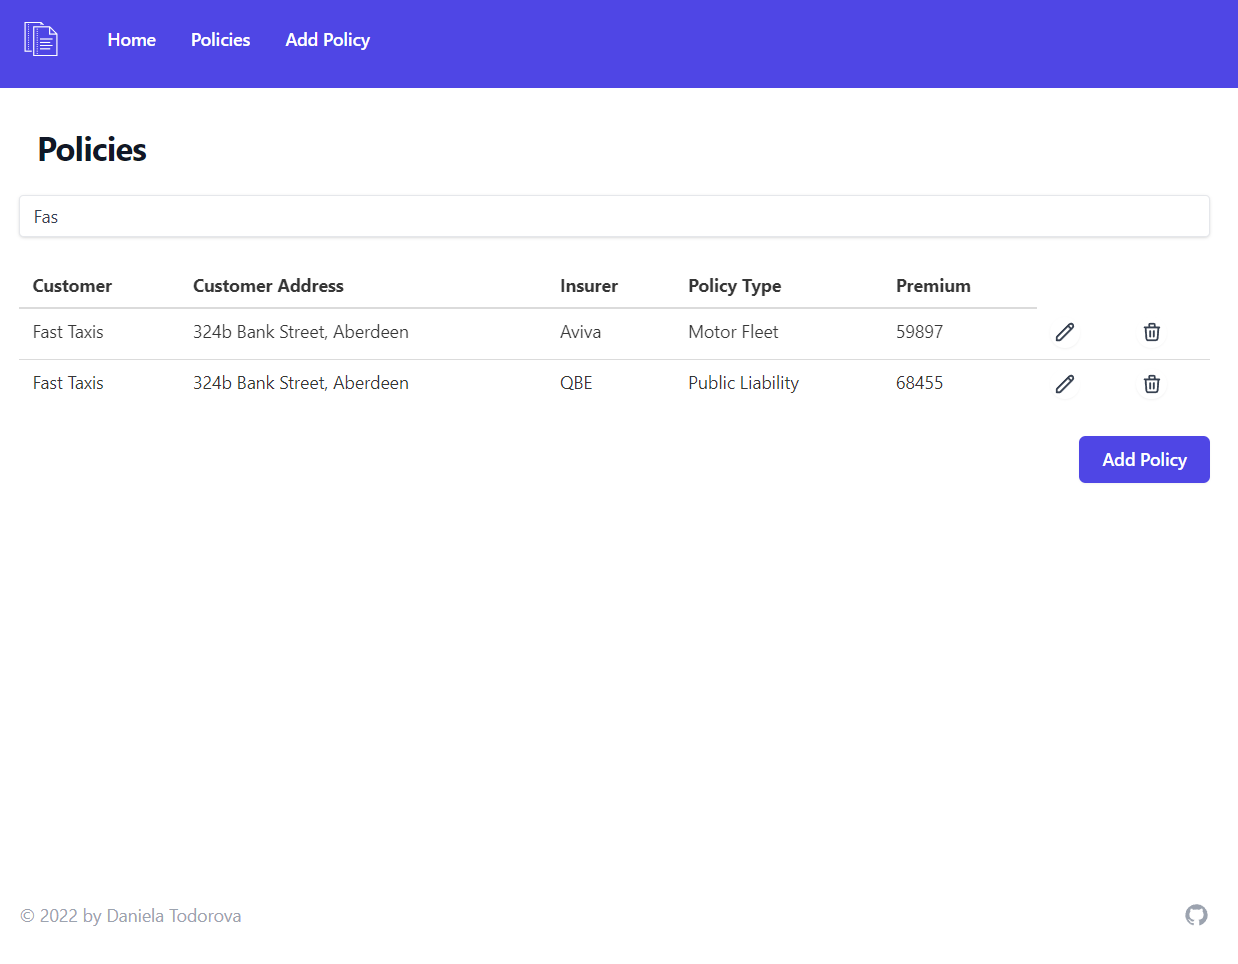 Home Policies Add Policy
Policies
Fas
Customer Customer Address Insurer Policy Type Premium
Fast Taxis 324b Bank Street, Aberdeen Aviva Motor Fleet 59897
Fast Taxis 324b Bank Street, Aberdeen QBE Public Liability 68455
Add Policy
© 2022 by Daniela Todorova